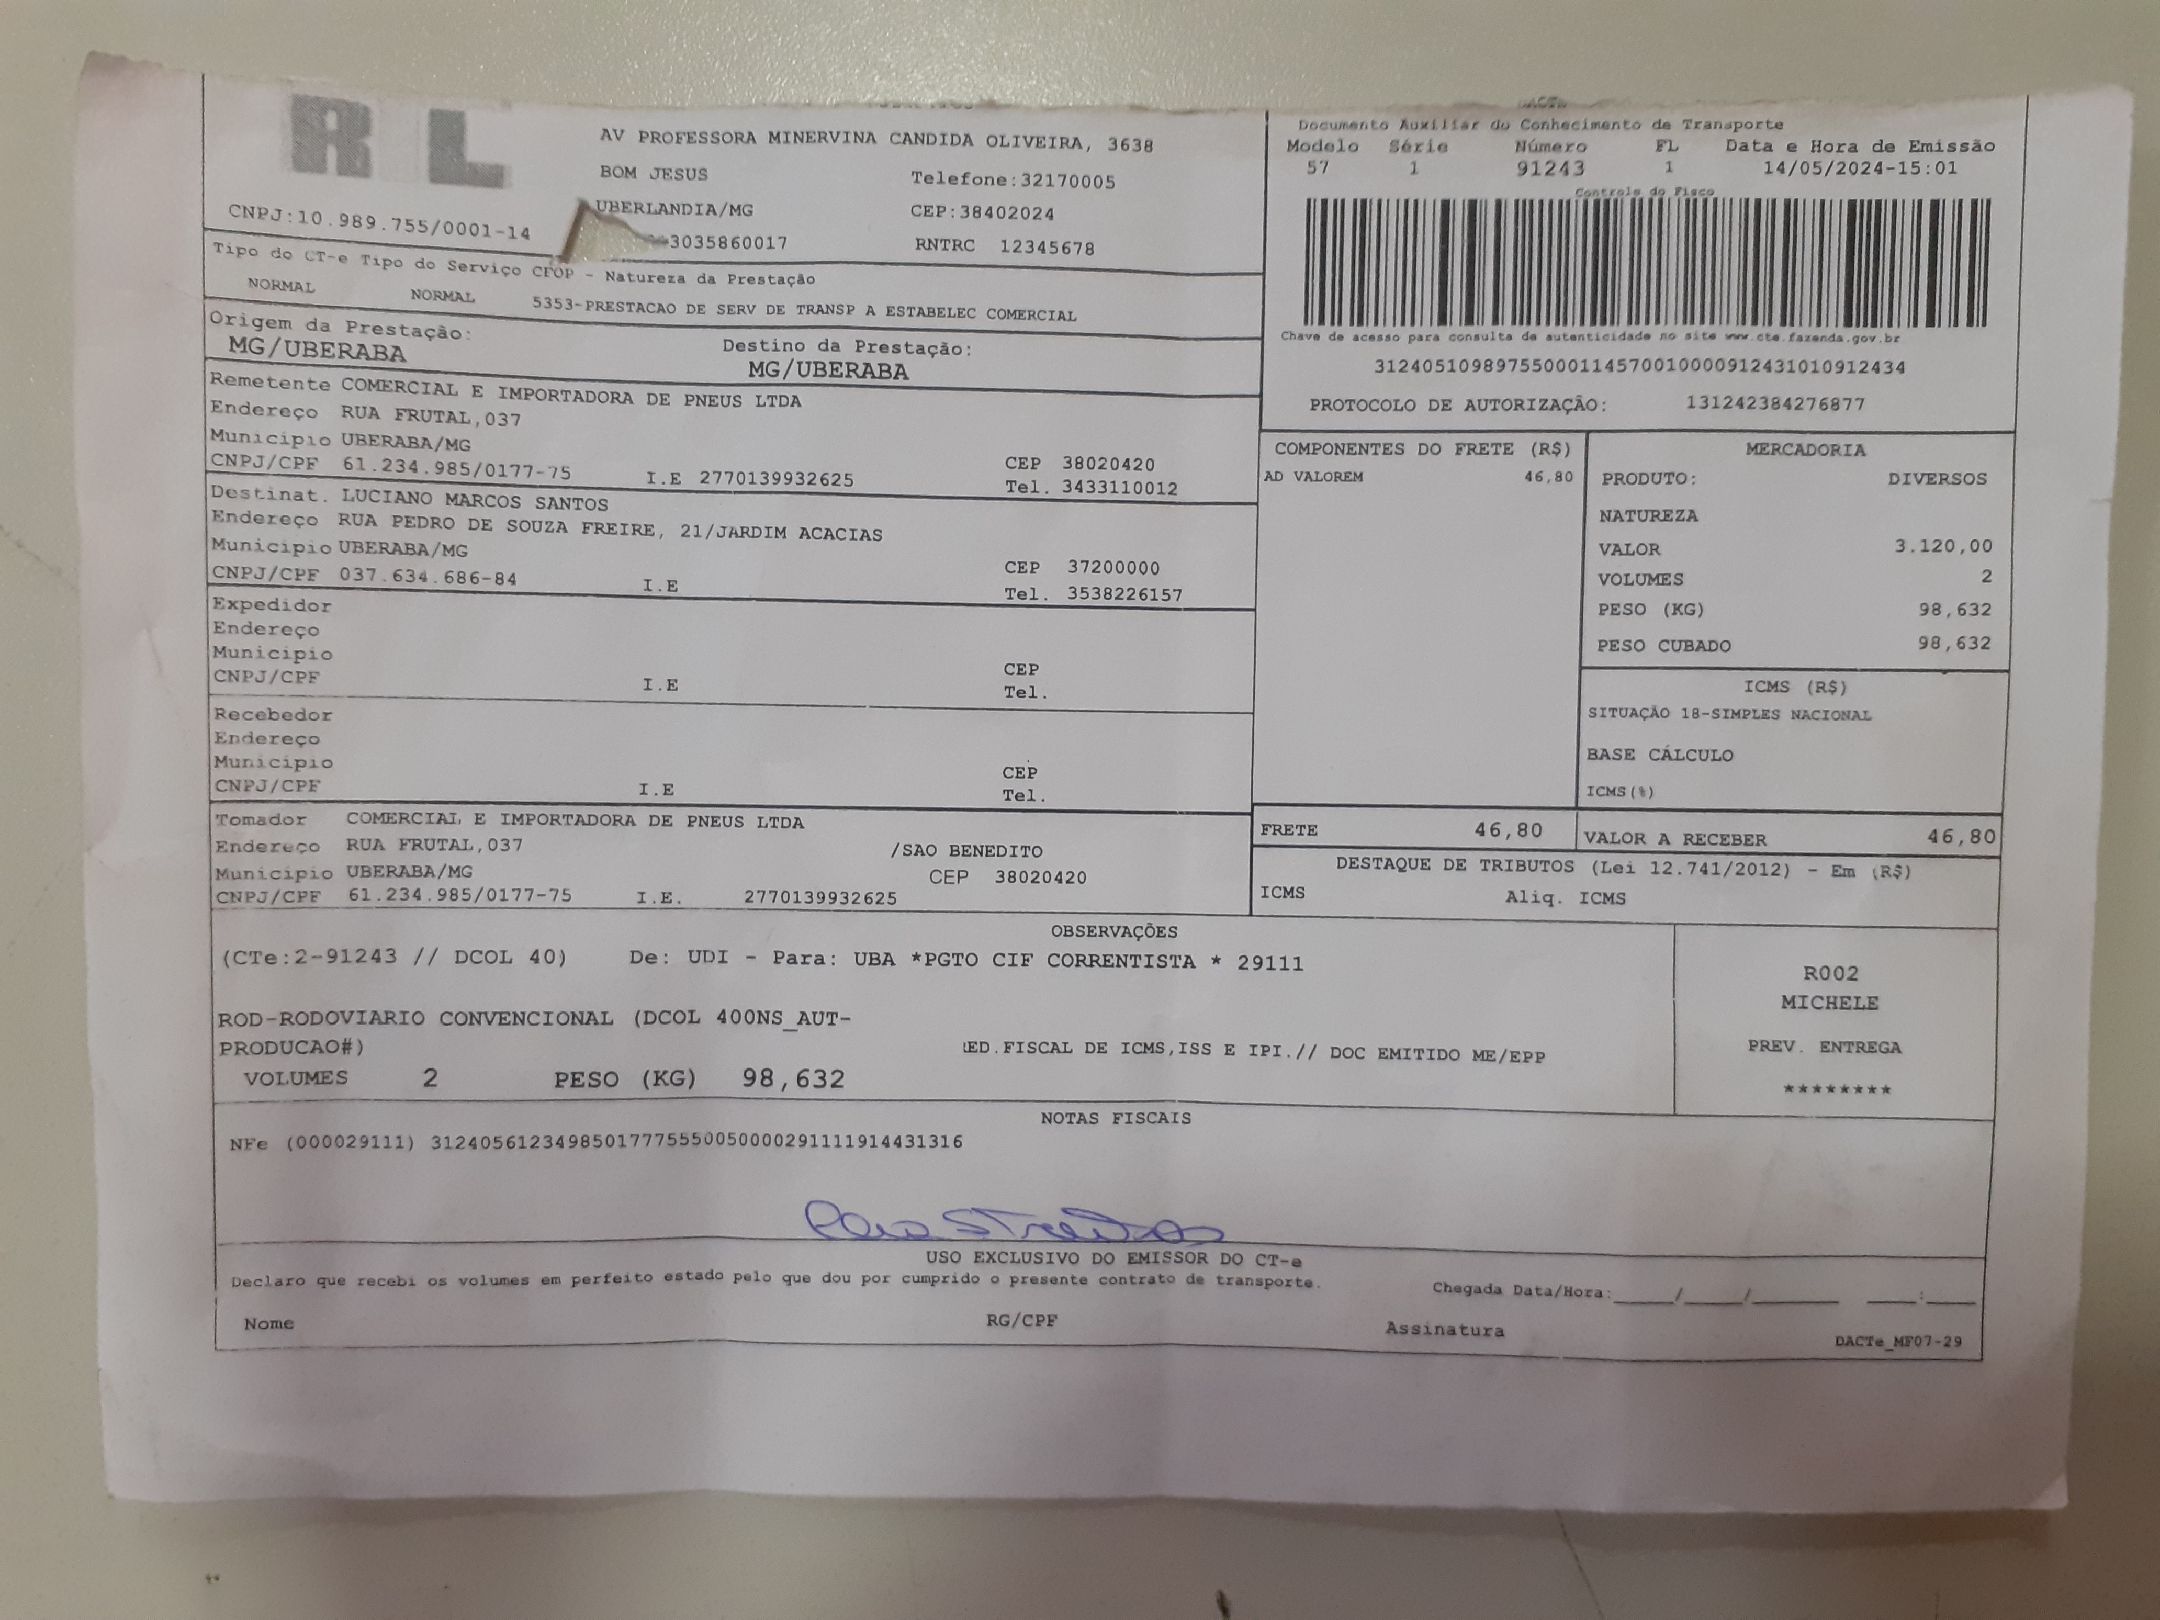 R L
AV PROFESSORA MINERVINA CANDIDA OLIVEIRA, 3638
BOM JESUS Telefone:32170005
UBERLANDIA/MG CEP:38402024
CNPJ:10.989.755/0001-14 3035860017 RNTRC 12345678
Documento Auxiliar do Conhecimento de Transporte
Modelo Série Número FL Data e Hora de Emissão
57 1 91243 1 14/05/2024-15:01
Controle do Fisco
Chave de acesso para consulta de autenticidade no site www.cte.fazenda.gov.br
31240510989755000114570010000912431010912434
PROTOCOLO DE AUTORIZAÇÃO: 131242384276877
Tipo do CT-e Tipo do Serviço CFOP - Natureza da Prestação
NORMAL NORMAL 5353-PRESTACAO DE SERV DE TRANSP A ESTABELEC COMERCIAL
Origem da Prestação: Destino da Prestação:
MG/UBERABA MG/UBERABA
Remetente COMERCIAL E IMPORTADORA DE PNEUS LTDA
Endereço RUA FRUTAL,037
Municipio UBERABA/MG CEP 38020420
CNPJ/CPF 61.234.985/0177-75 I.E 2770139932625 Tel. 3433110012
Destinat. LUCIANO MARCOS SANTOS
Endereço RUA PEDRO DE SOUZA FREIRE, 21/JARDIM ACACIAS
Municipio UBERABA/MG CEP 37200000
CNPJ/CPF 037.634.686-84 I.E Tel. 3538226157
Expedidor
Endereço
Municipio CEP
CNPJ/CPF I.E Tel.
Recebedor
Endereço
Municipio CEP
CNPJ/CPF I.E Tel.
Tomador COMERCIAL E IMPORTADORA DE PNEUS LTDA
Endereço RUA FRUTAL,037 /SAO BENEDITO
Municipio UBERABA/MG CEP 38020420
CNPJ/CPF 61.234.985/0177-75 I.E. 2770139932625
COMPONENTES DO FRETE (R$)
AD VALOREM 46,80
MERCADORIA
PRODUTO: DIVERSOS
NATUREZA
VALOR 3.120,00
VOLUMES 2
PESO (KG) 98,632
PESO CUBADO 98,632
ICMS (R$)
SITUAÇÃO 18-SIMPLES NACIONAL
BASE CÁLCULO
ICMS(%)
FRETE 46,80 VALOR A RECEBER 46,80
DESTAQUE DE TRIBUTOS (Lei 12.741/2012) - Em (R$)
ICMS Aliq. ICMS
OBSERVAÇÕES
(CTe:2-91243 // DCOL 40) De: UDI - Para: UBA *PGTO CIF CORRENTISTA * 29111
ROD-RODOVIARIO CONVENCIONAL (DCOL 400NS_AUT-
PRODUCAO#) ED.FISCAL DE ICMS,ISS E IPI.// DOC EMITIDO ME/EPP
VOLUMES 2 PESO (KG) 98,632
R002
MICHELE
PREV. ENTREGA
********
NOTAS FISCAIS
NFe (000029111) 31240561234985017775550050000291111914431316
USO EXCLUSIVO DO EMISSOR DO CT-e
Declaro que recebi os volumes em perfeito estado pelo que dou por cumprido o presente contrato de transporte. Chegada Data/Hora:_____/_____/_______ ____:____
Nome RG/CPF Assinatura DACTe_MF07-29